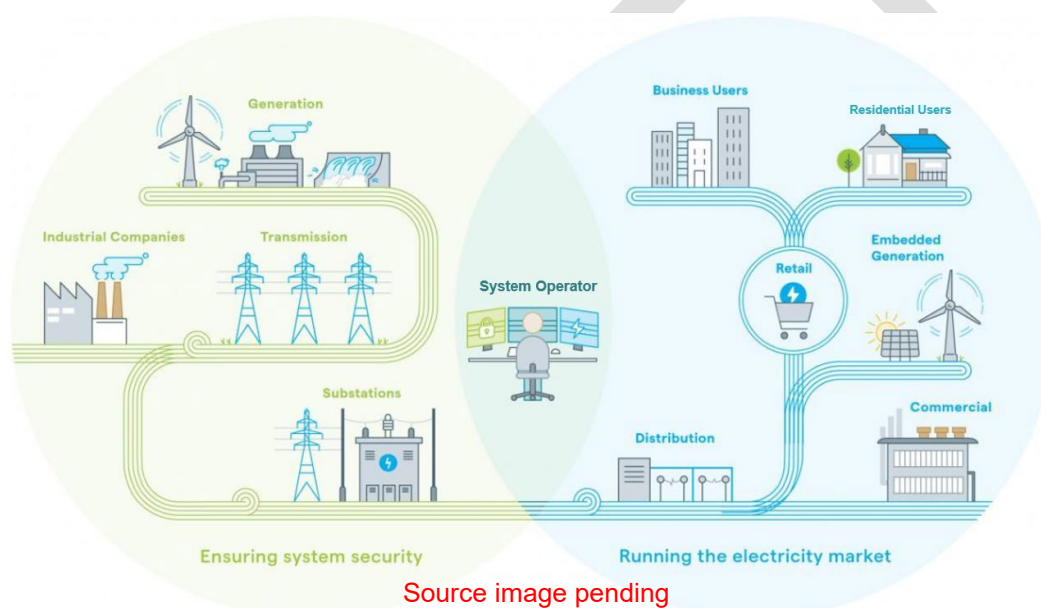 Generation
Business Users
Residential Users
Industrial Companies
Transmission
Embedded
Generation
Retail
System Operator
Substations
Commercial
Distribution
Ensuring system security
Running the electricity market
Source image pending